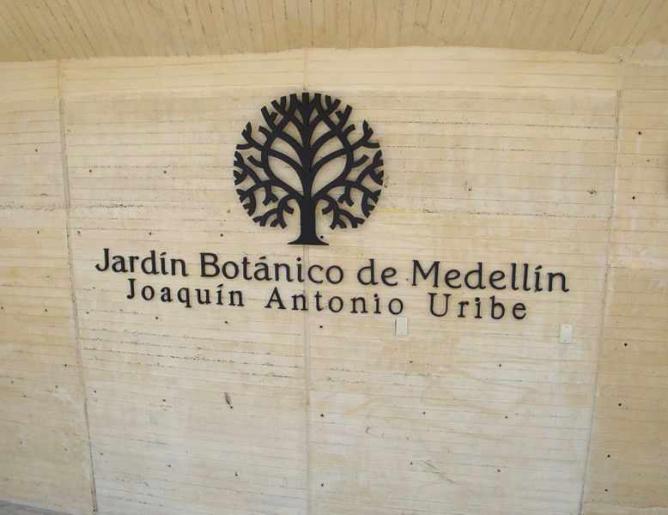 Jardín Botánico de Medellín
Joaquín Antonio Uribe